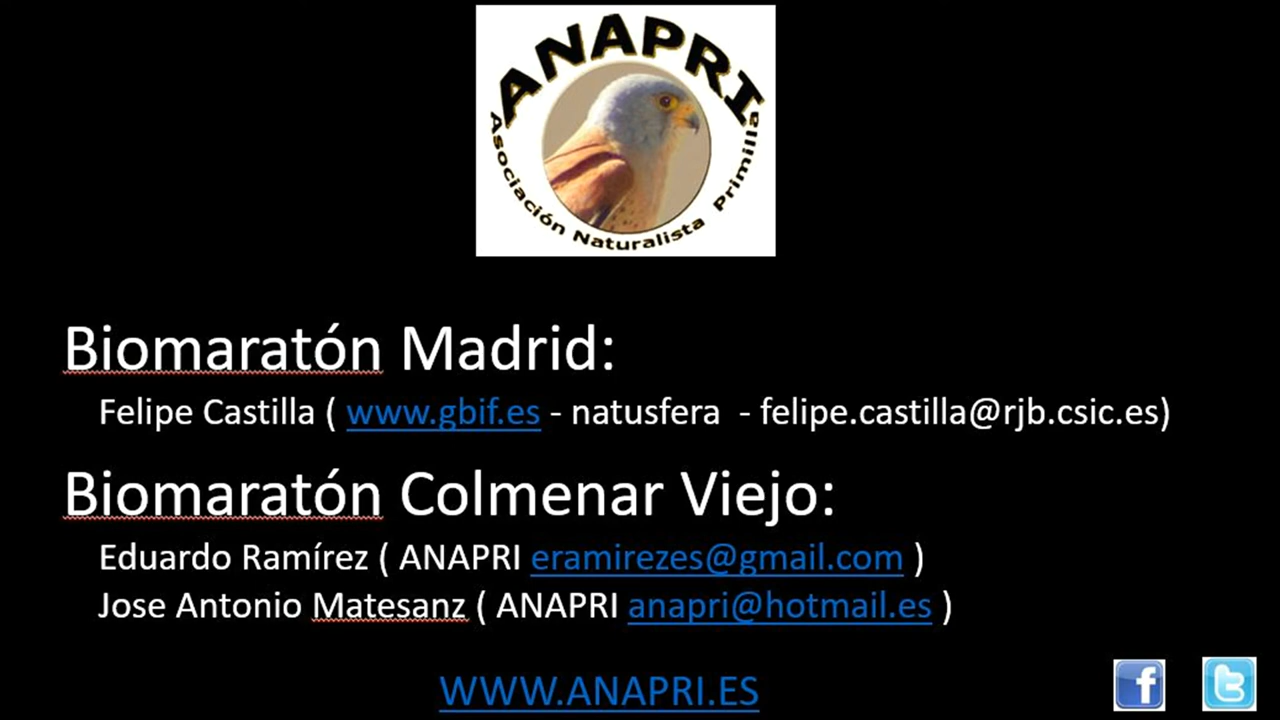 ANAPRI
Asociación Naturalista Primilla
Biomaratón Madrid:
Felipe Castilla ( www.gbif.es - natusfera - felipe.castilla@rjb.csic.es)
Biomaratón Colmenar Viejo:
Eduardo Ramírez ( ANAPRI eramirezes@gmail.com )
Jose Antonio Matesanz ( ANAPRI anapri@hotmail.es )
WWW.ANAPRI.ES